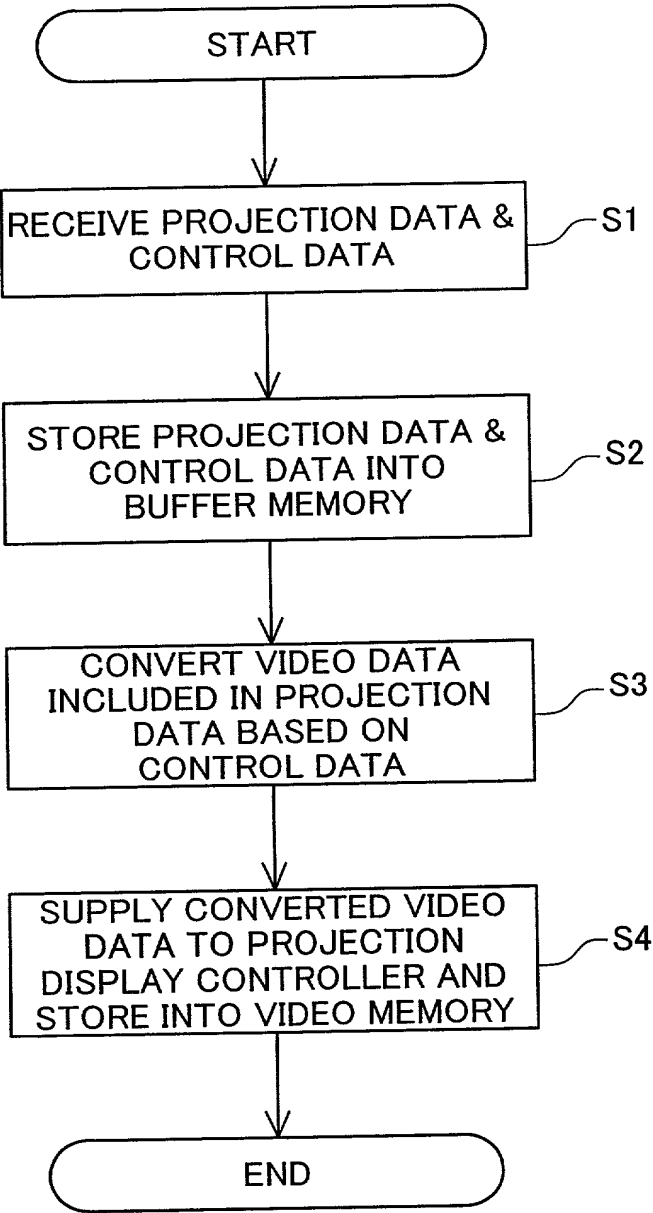 START
RECEIVE PROJECTION DATA &
CONTROL DATA
S1
STORE PROJECTION DATA &
CONTROL DATA INTO
BUFFER MEMORY
S2
CONVERT VIDEO DATA
INCLUDED IN PROJECTION
DATA BASED ON
CONTROL DATA
S3
SUPPLY CONVERTED VIDEO
DATA TO PROJECTION
DISPLAY CONTROLLER AND
STORE INTO VIDEO MEMORY
S4
END